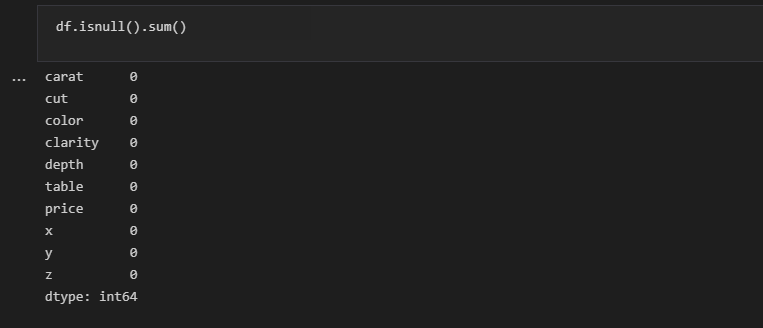 df.isnull().sum()
... carat 0
cut 0
color 0
clarity 0
depth 0
table 0
price 0
x 0
y 0
z 0
dtype: int64